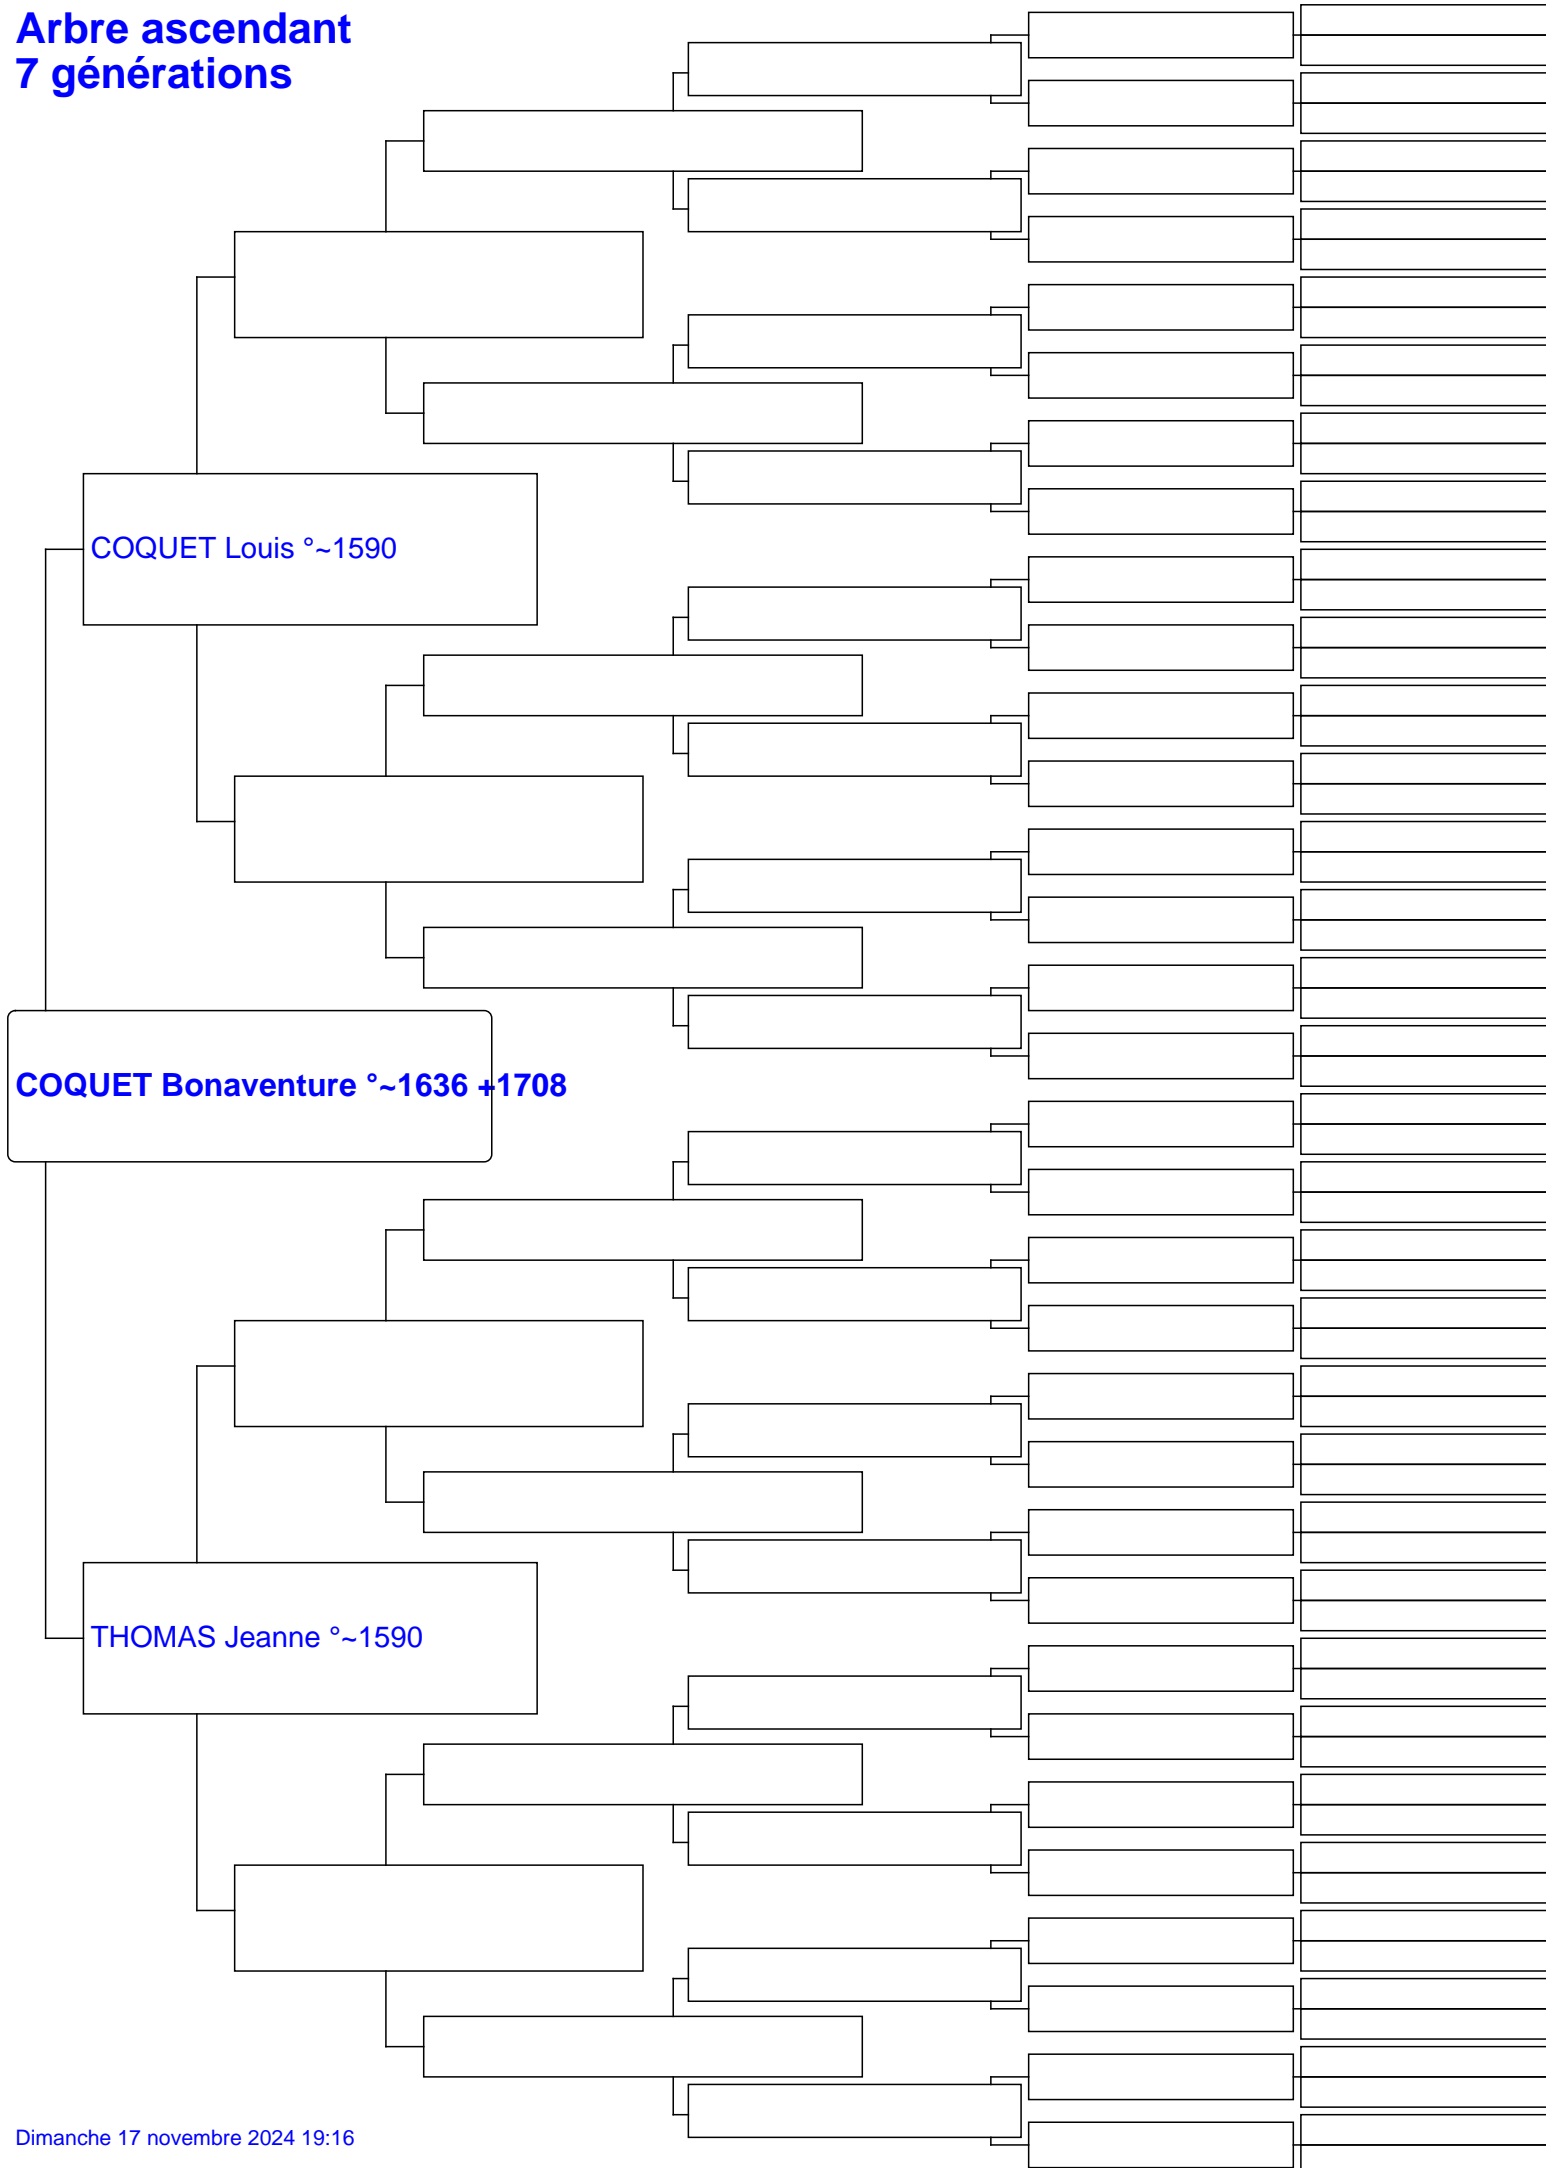 Arbre ascendant
7 générations
COQUET Louis °~1590
COQUET Bonaventure °~1636 +1708
THOMAS Jeanne °~1590
Dimanche 17 novembre 2024 19:16